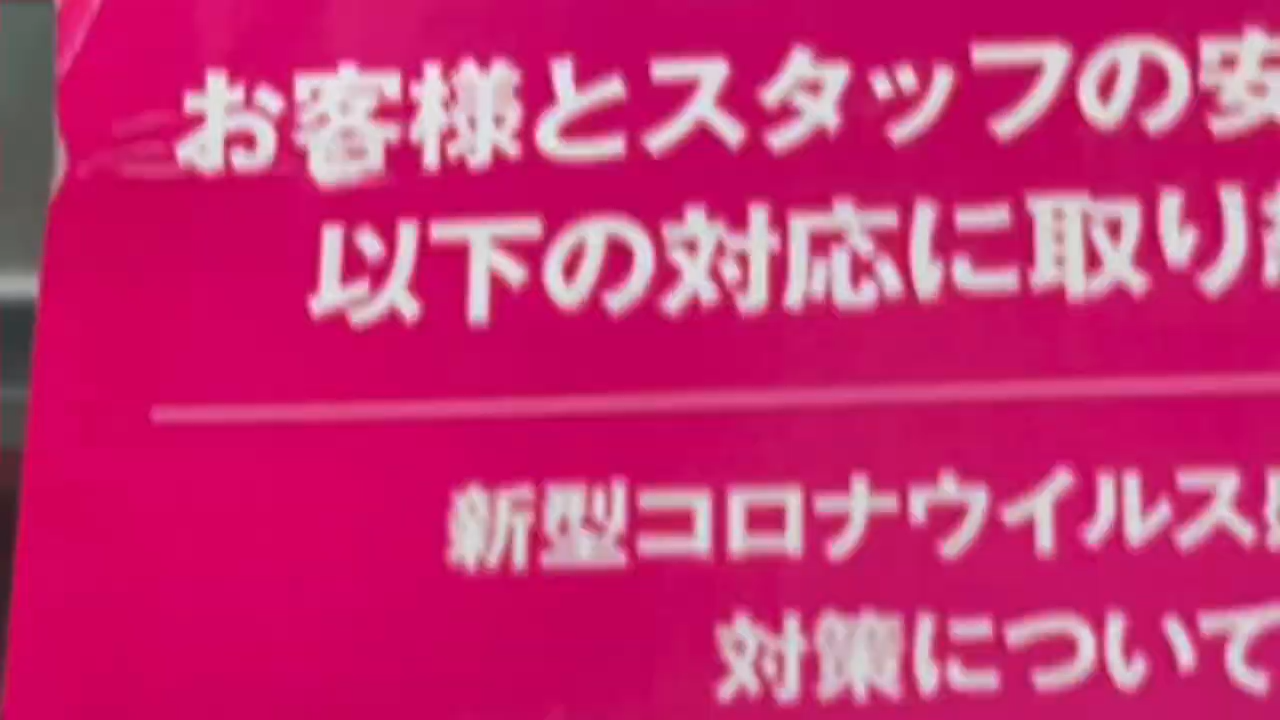 お客様とスタッフの安
以下の対応に取り
新型コロナウイルス
対策について